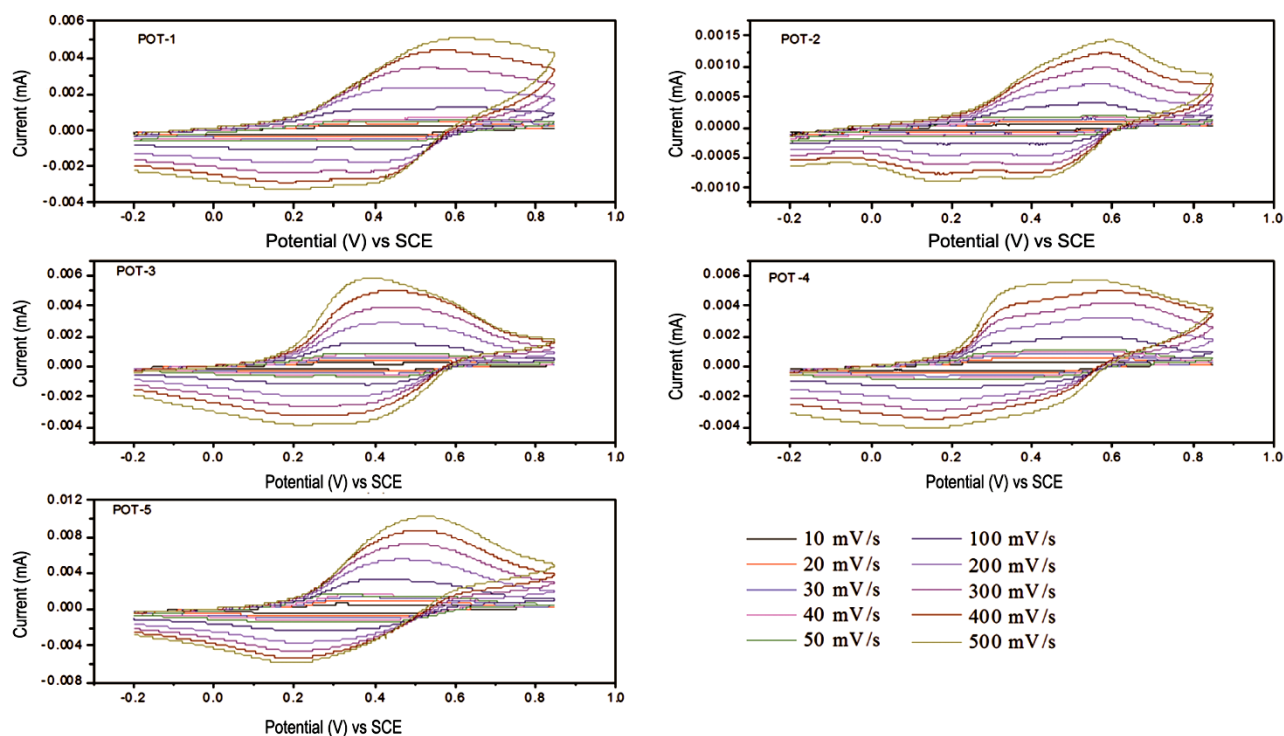 POT-1
Current (mA)
0.006
0.004
0.002
0.000
-0.002
-0.004
-0.2 0.0 0.2 0.4 0.6 0.8 1.0
Potential (V) vs SCE
POT-2
Current (mA)
0.0015
0.0010
0.0005
0.0000
-0.0005
-0.0010
-0.2 0.0 0.2 0.4 0.6 0.8 1.0
Potential (V) vs SCE
POT-3
Current (mA)
0.006
0.004
0.002
0.000
-0.002
-0.004
-0.2 0.0 0.2 0.4 0.6 0.8 1.0
Potential (V) vs SCE
POT-4
Current (mA)
0.006
0.004
0.002
0.000
-0.002
-0.004
-0.2 0.0 0.2 0.4 0.6 0.8 1.0
Potential (V) vs SCE
POT-5
Current (mA)
0.012
0.008
0.004
0.000
-0.004
-0.008
-0.2 0.0 0.2 0.4 0.6 0.8 1.0
Potential (V) vs SCE
10 mV/s
20 mV/s
30 mV/s
40 mV/s
50 mV/s
100 mV/s
200 mV/s
300 mV/s
400 mV/s
500 mV/s